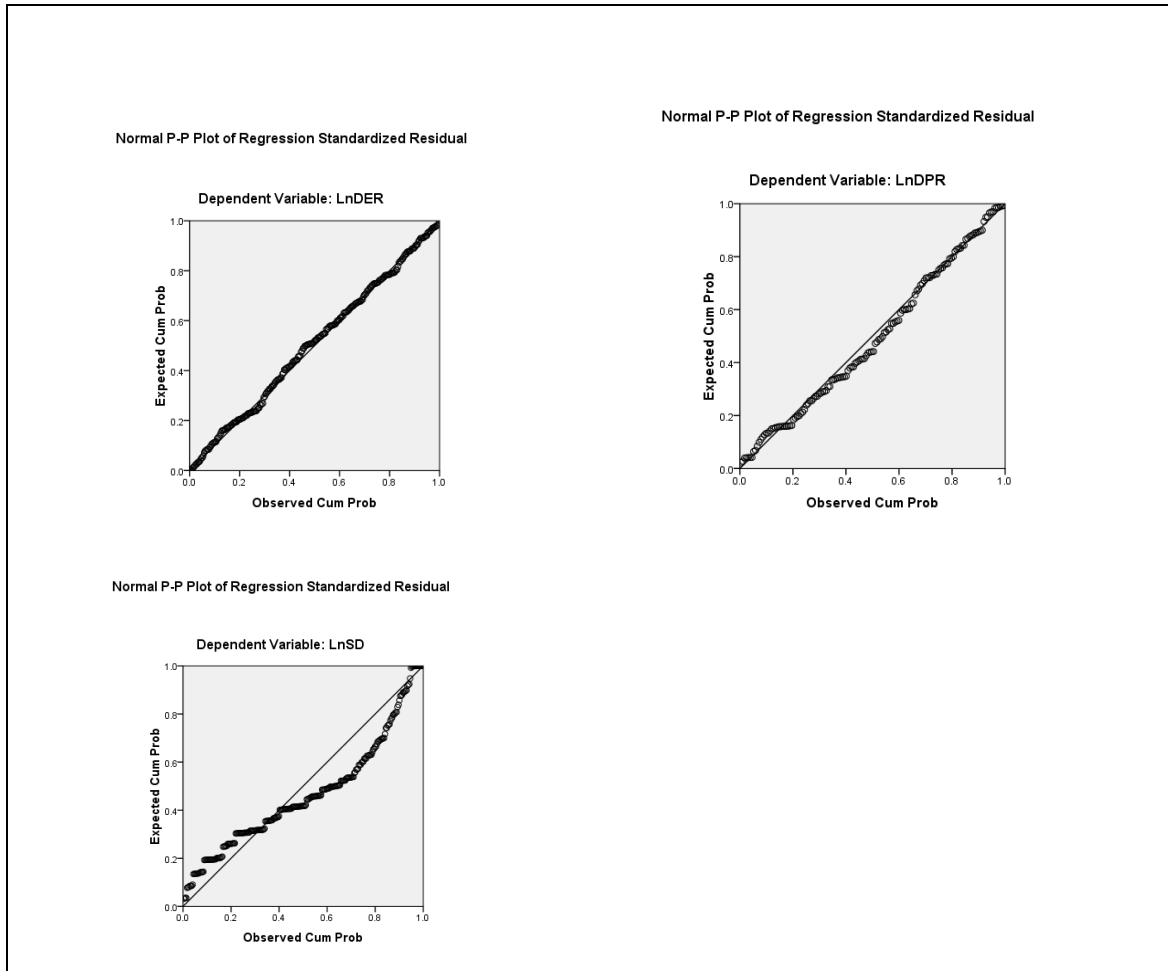 Normal P-P Plot of Regression Standardized Residual
Dependent Variable: LnDER
1.0
0.8
0.6
0.4
0.2
0.0
Expected Cum Prob
0.0 0.2 0.4 0.6 0.8 1.0
Observed Cum Prob
Normal P-P Plot of Regression Standardized Residual
Dependent Variable: LnDPR
1.0
0.8
0.6
0.4
0.2
0.0
Expected Cum Prob
0.0 0.2 0.4 0.6 0.8 1.0
Observed Cum Prob
Normal P-P Plot of Regression Standardized Residual
Dependent Variable: LnSD
1.0
0.8
0.6
0.4
0.2
0.0
Expected Cum Prob
0.0 0.2 0.4 0.6 0.8 1.0
Observed Cum Prob